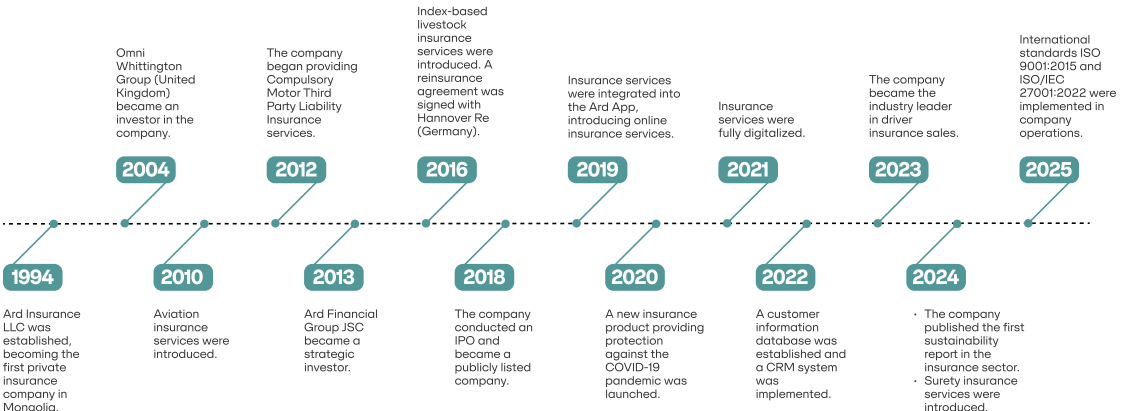 Omni
Whittington
Group (United
Kingdom)
became an
investor in the
company.
2004
The company
began providing
Compulsory
Motor Third
Party Liability
Insurance
services.
2012
Index-based
livestock
insurance
services were
introduced. A
reinsurance
agreement was
signed with
Hannover Re
(Germany).
2016
Insurance services
were integrated into
the Ard App,
introducing online
insurance services.
2019
Insurance
services were
fully digitalized.
2021
The company
became the
industry leader
in driver
insurance sales.
2023
International
standards ISO
9001:2015 and
ISO/IEC
27001:2022 were
implemented in
company
operations.
2025
1994
Ard Insurance
LLC was
established,
becoming the
first private
insurance
company in
Mongolia.
2010
Aviation
insurance
services were
introduced.
2013
Ard Financial
Group JSC
became a
strategic
investor.
2018
The company
conducted an
IPO and
became a
publicly listed
company.
2020
A new insurance
product providing
protection
against the
COVID-19
pandemic was
launched.
2022
A customer
information
database was
established and
a CRM system
was
implemented.
2024
• The company
published the first
sustainability
report in the
insurance sector.
• Surety insurance
services were
introduced.